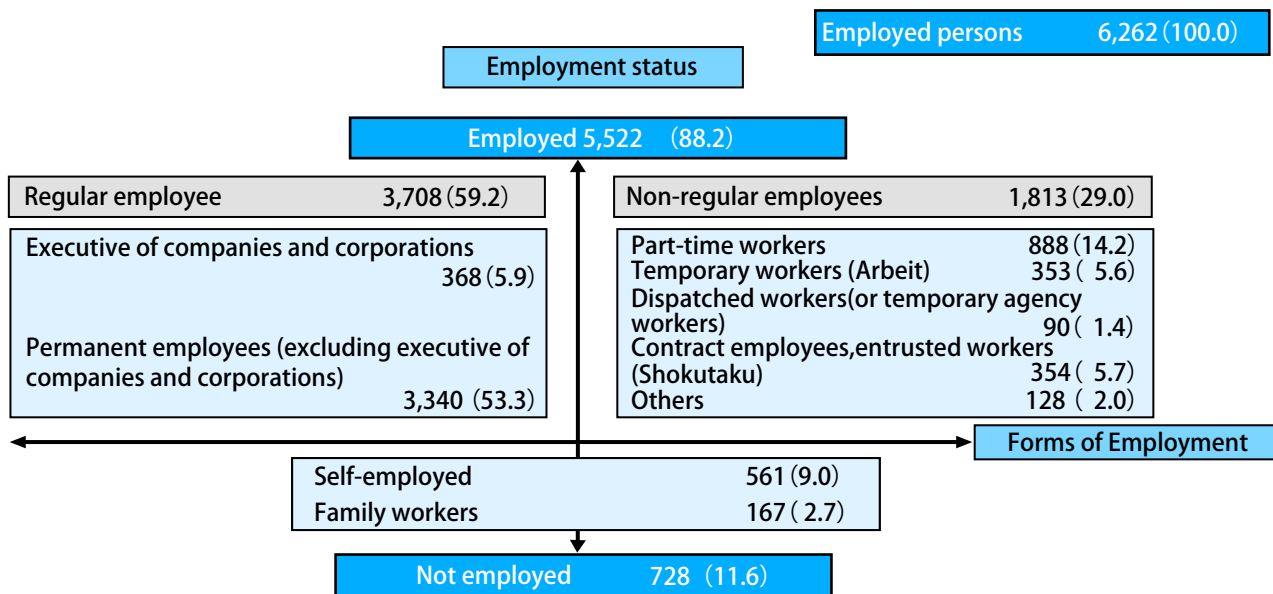 Employed persons 6,262(100.0)
Employment status
Employed 5,522 (88.2)
Regular employee 3,708(59.2)
Executive of companies and corporations
368(5.9)
Permanent employees (excluding executive of
companies and corporations)
3,340 (53.3)
Non-regular employees 1,813(29.0)
Part-time workers 888(14.2)
Temporary workers (Arbeit) 353( 5.6)
Dispatched workers(or temporary agency
workers) 90( 1.4)
Contract employees,entrusted workers
(Shokutaku) 354( 5.7)
Others 128( 2.0)
Forms of Employment
Self-employed 561(9.0)
Family workers 167( 2.7)
Not employed 728 (11.6)